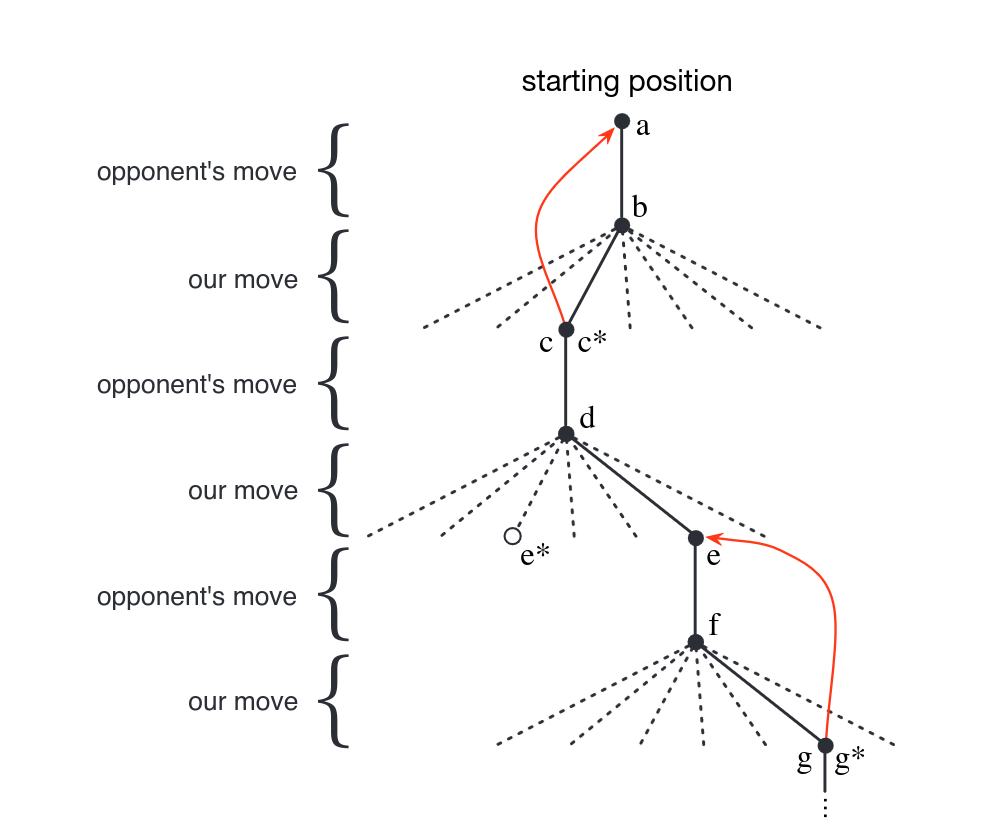 starting position
a
opponent's move
b
our move
c c*
opponent's move
d
our move
e*
e
opponent's move
f
our move
g g*